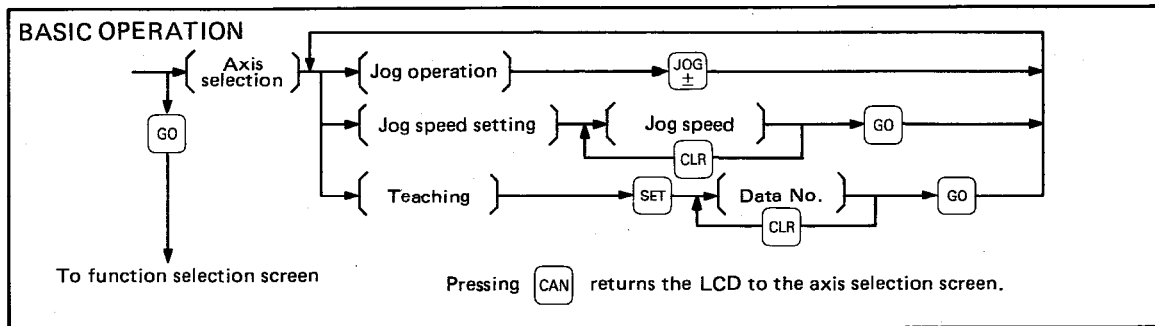 BASIC OPERATION
Axis
selection
Jog operation
JOG
±
GO
Jog speed setting
Jog speed
GO
CLR
Teaching
SET
Data No.
GO
CLR
To function selection screen
Pressing CAN returns the LCD to the axis selection screen.